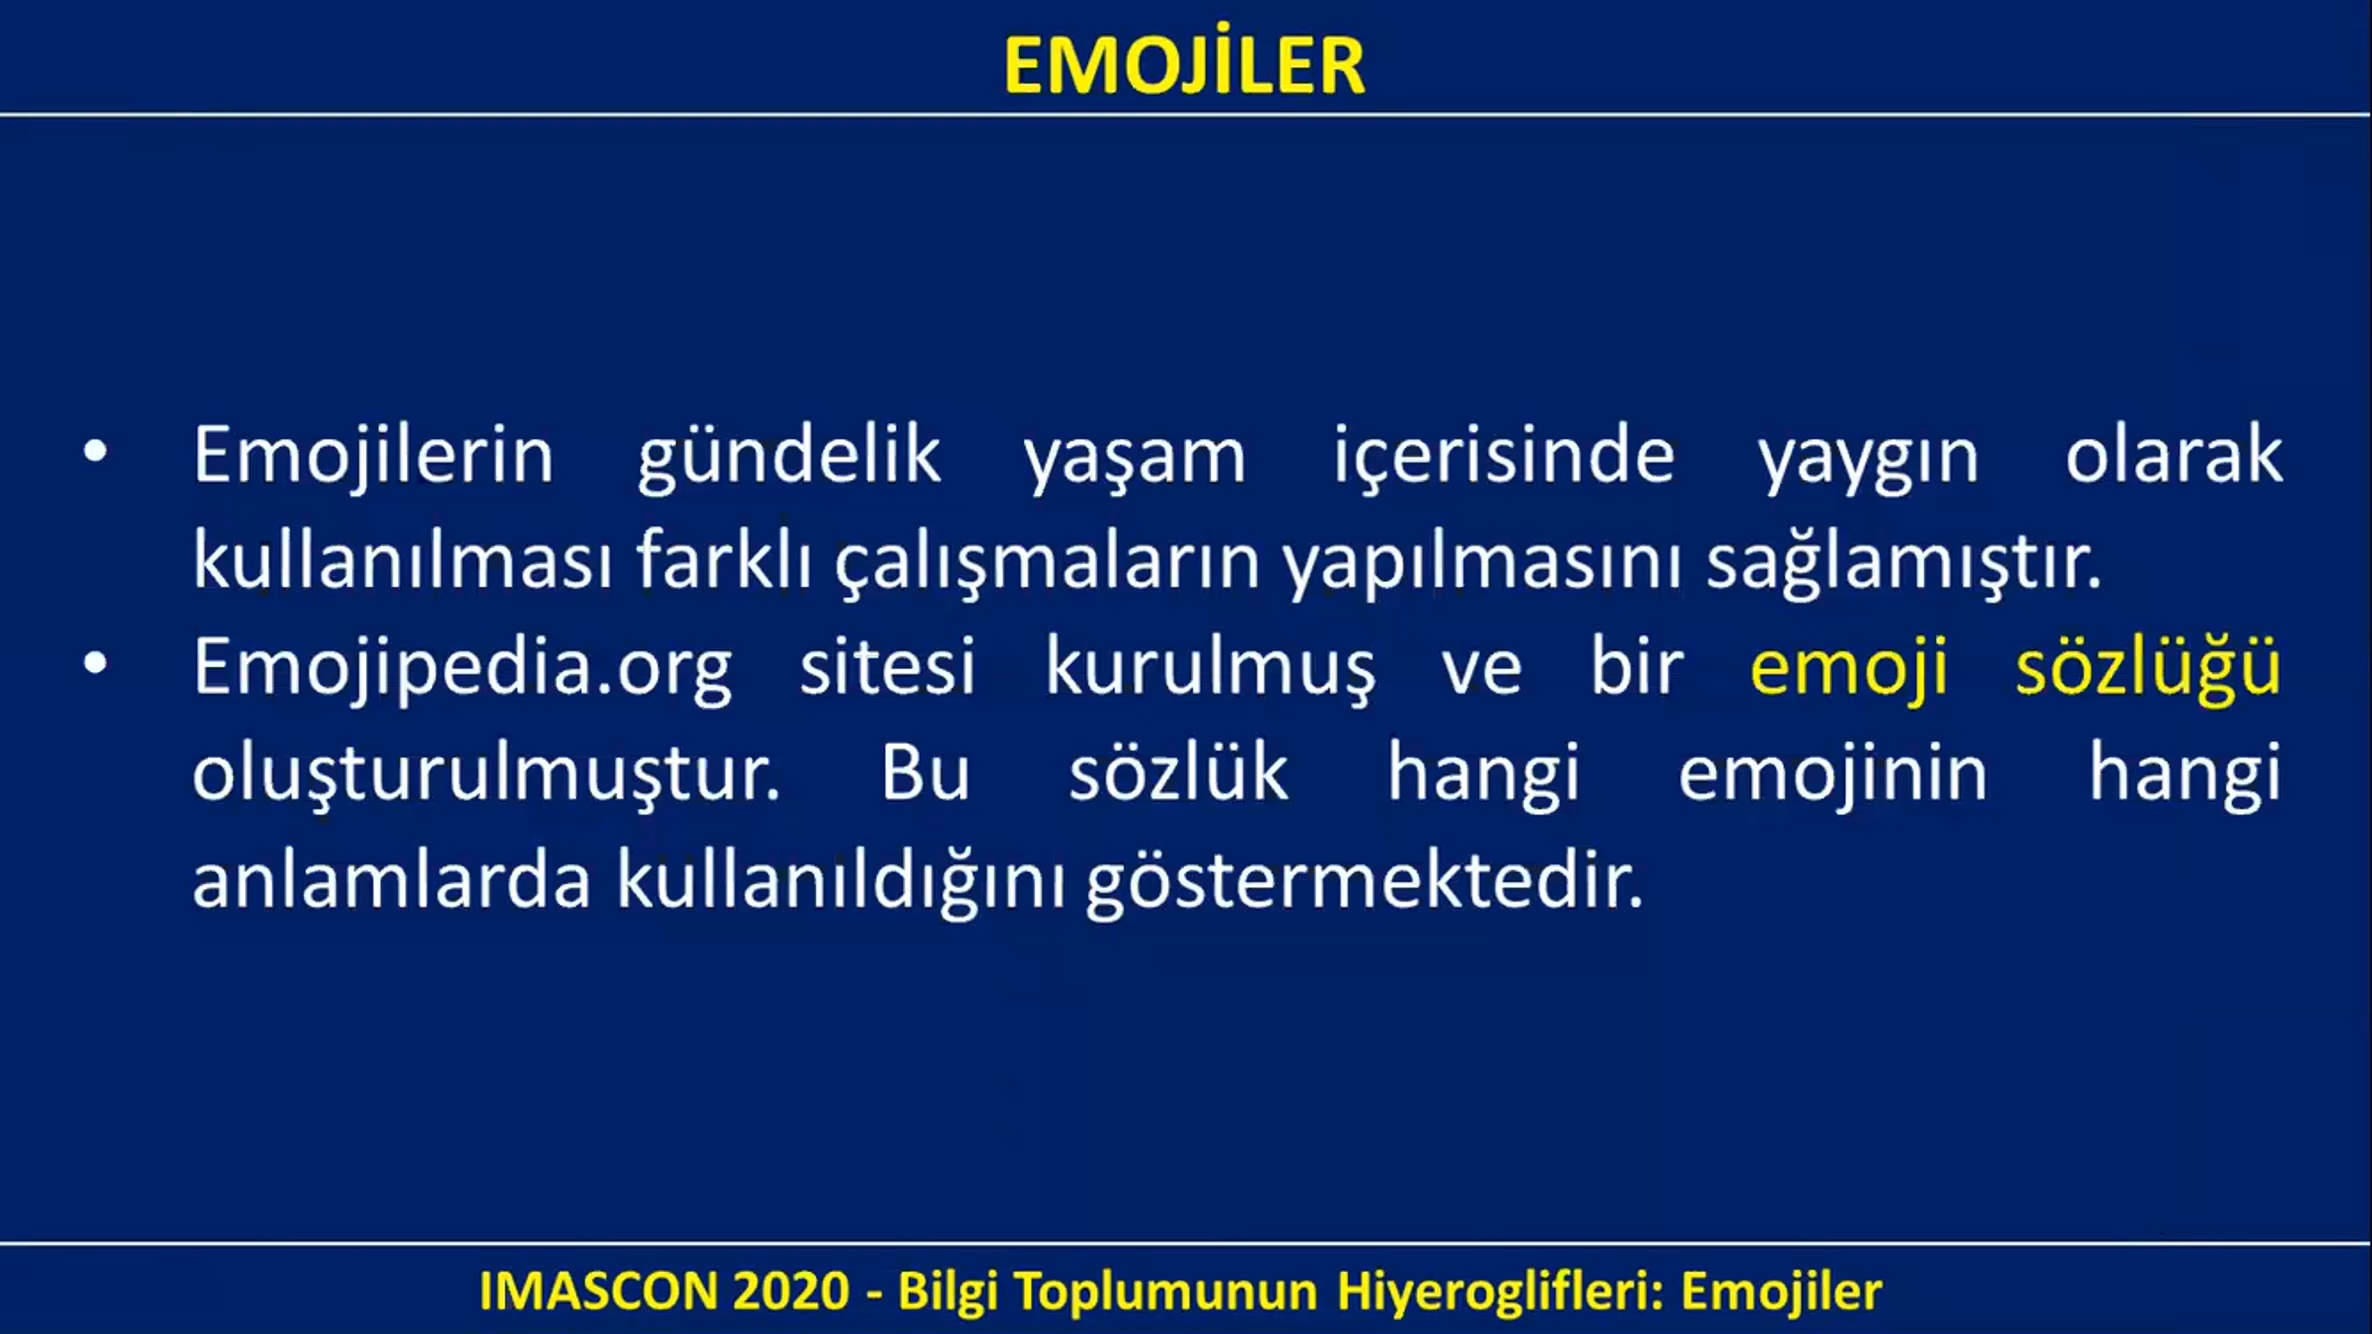 EMOJİLER
• Emojilerin gündelik yaşam içerisinde yaygın olarak
kullanılması farklı çalışmaların yapılmasını sağlamıştır.
• Emojipedia.org sitesi kurulmuş ve bir emoji sözlüğü
oluşturulmuştur. Bu sözlük hangi emojinin hangi
anlamlarda kullanıldığını göstermektedir.
IMASCON 2020 - Bilgi Toplumunun Hiyeroglifleri: Emojiler